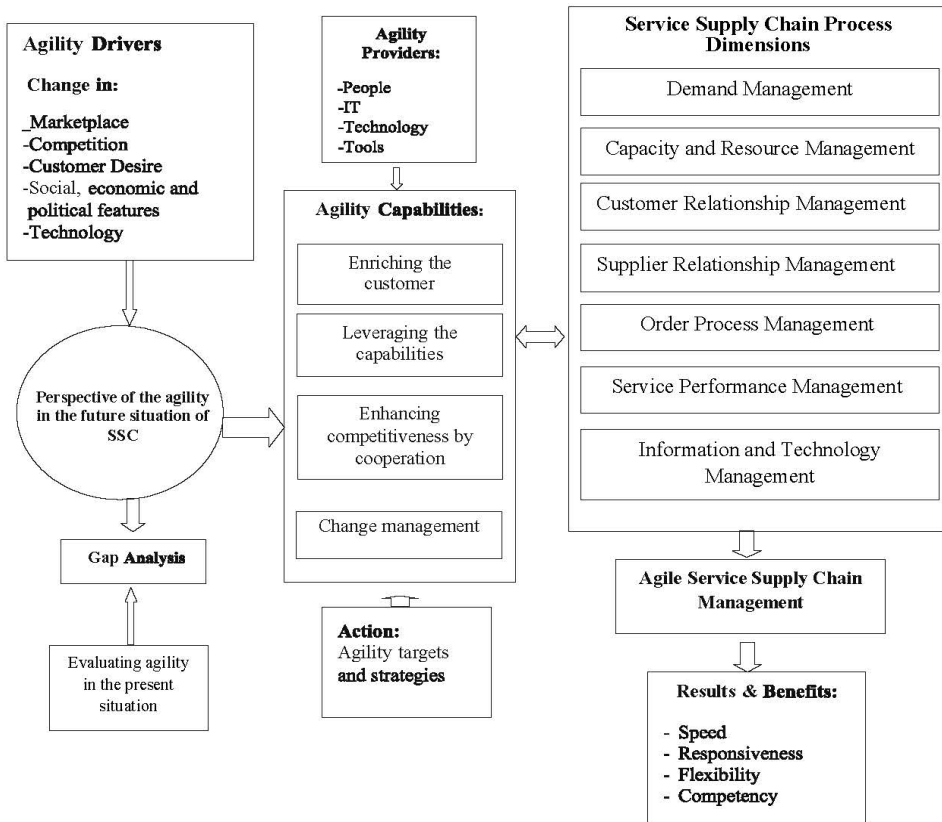 Agility Drivers
Change in:
_Marketplace
-Competition
-Customer Desire
-Social, economic and
political features
-Technology
Perspective of the agility
in the future situation of
SSC
Gap Analysis
Evaluating agility
in the present
situation
Agility
Providers:
-People
-IT
-Technology
-Tools
Agility Capabilities:
Enriching the
customer
Leveraging the
capabilities
Enhancing
competitiveness by
cooperation
Change management
Action:
Agility targets
and strategies
Service Supply Chain Process
Dimensions
Demand Management
Capacity and Resource Management
Customer Relationship Management
Supplier Relationship Management
Order Process Management
Service Performance Management
Information and Technology
Management
Agile Service Supply Chain
Management
Results & Benefits:
- Speed
- Responsiveness
- Flexibility
- Competency